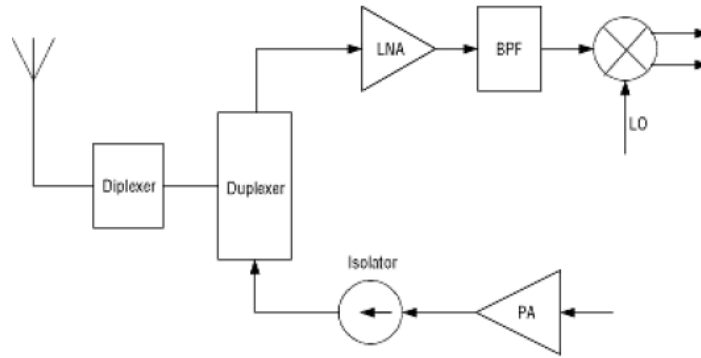 LNA
BPF
LO
Diplexer
Duplexer
Isolator
PA